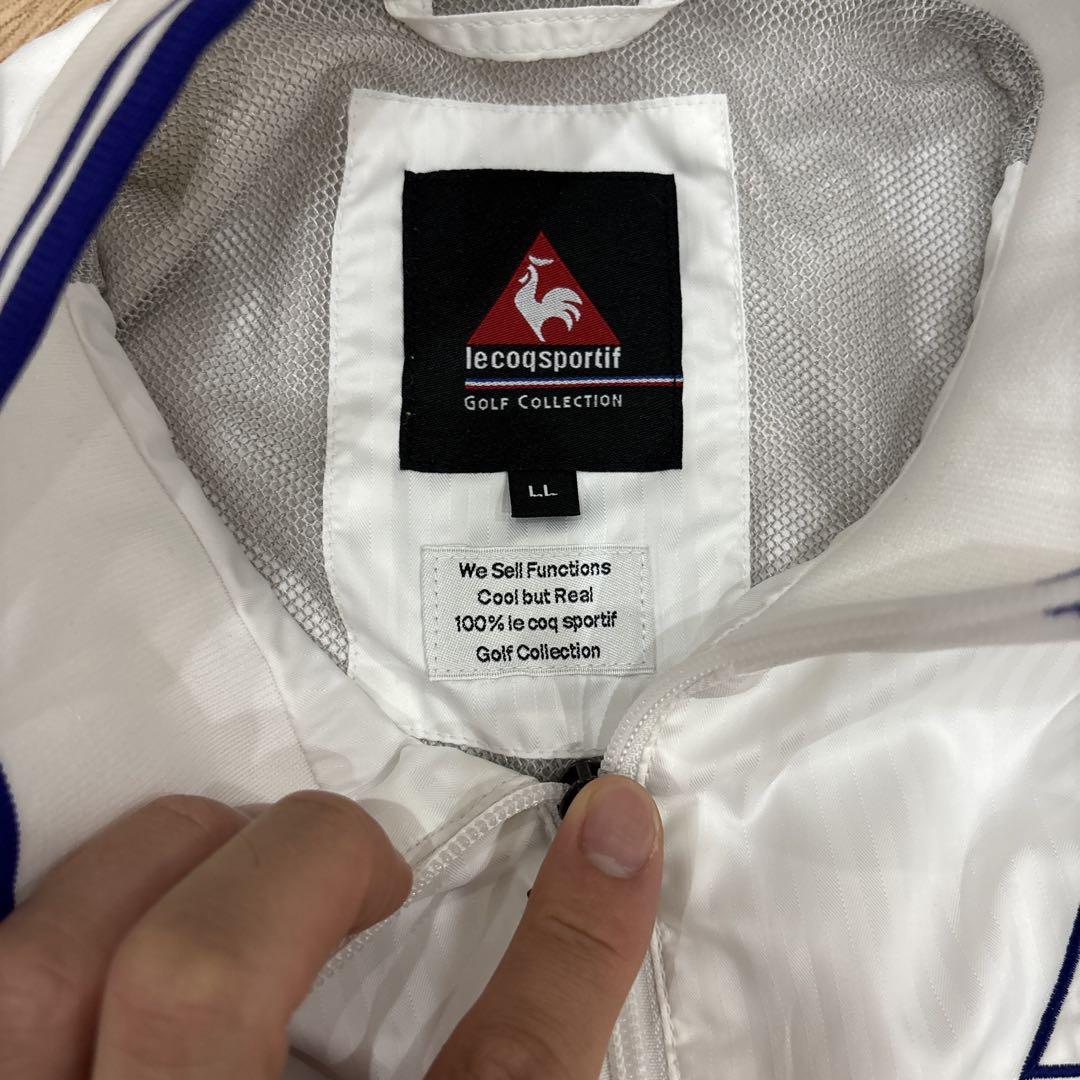 lecoqsportif
GOLF COLLECTION
LL
We Sell Functions
Cool but Real
100% le coq sportif
Golf Collection